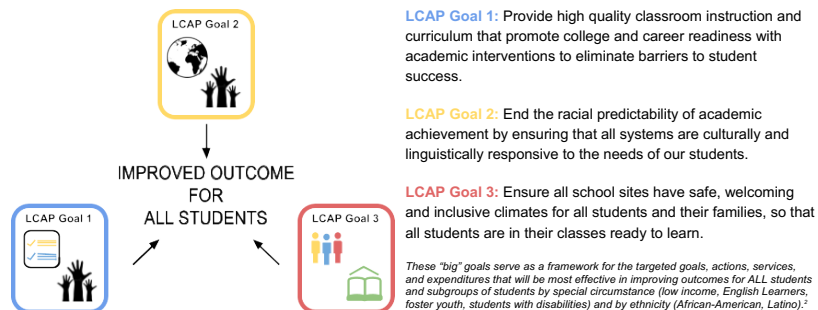 LCAP Goal 2
IMPROVED OUTCOME
FOR
ALL STUDENTS
LCAP Goal 1
LCAP Goal 3
LCAP Goal 1: Provide high quality classroom instruction and
curriculum that promote college and career readiness with
academic interventions to eliminate barriers to student
success.
LCAP Goal 2: End the racial predictability of academic
achievement by ensuring that all systems are culturally and
linguistically responsive to the needs of our students.
LCAP Goal 3: Ensure all school sites have safe, welcoming
and inclusive climates for all students and their families, so that
all students are in their classes ready to learn.
These “big” goals serve as a framework for the targeted goals, actions, services,
and expenditures that will be most effective in improving outcomes for ALL students
and subgroups of students by special circumstance (low income, English Learners,
foster youth, students with disabilities) and by ethnicity (African-American, Latino).²